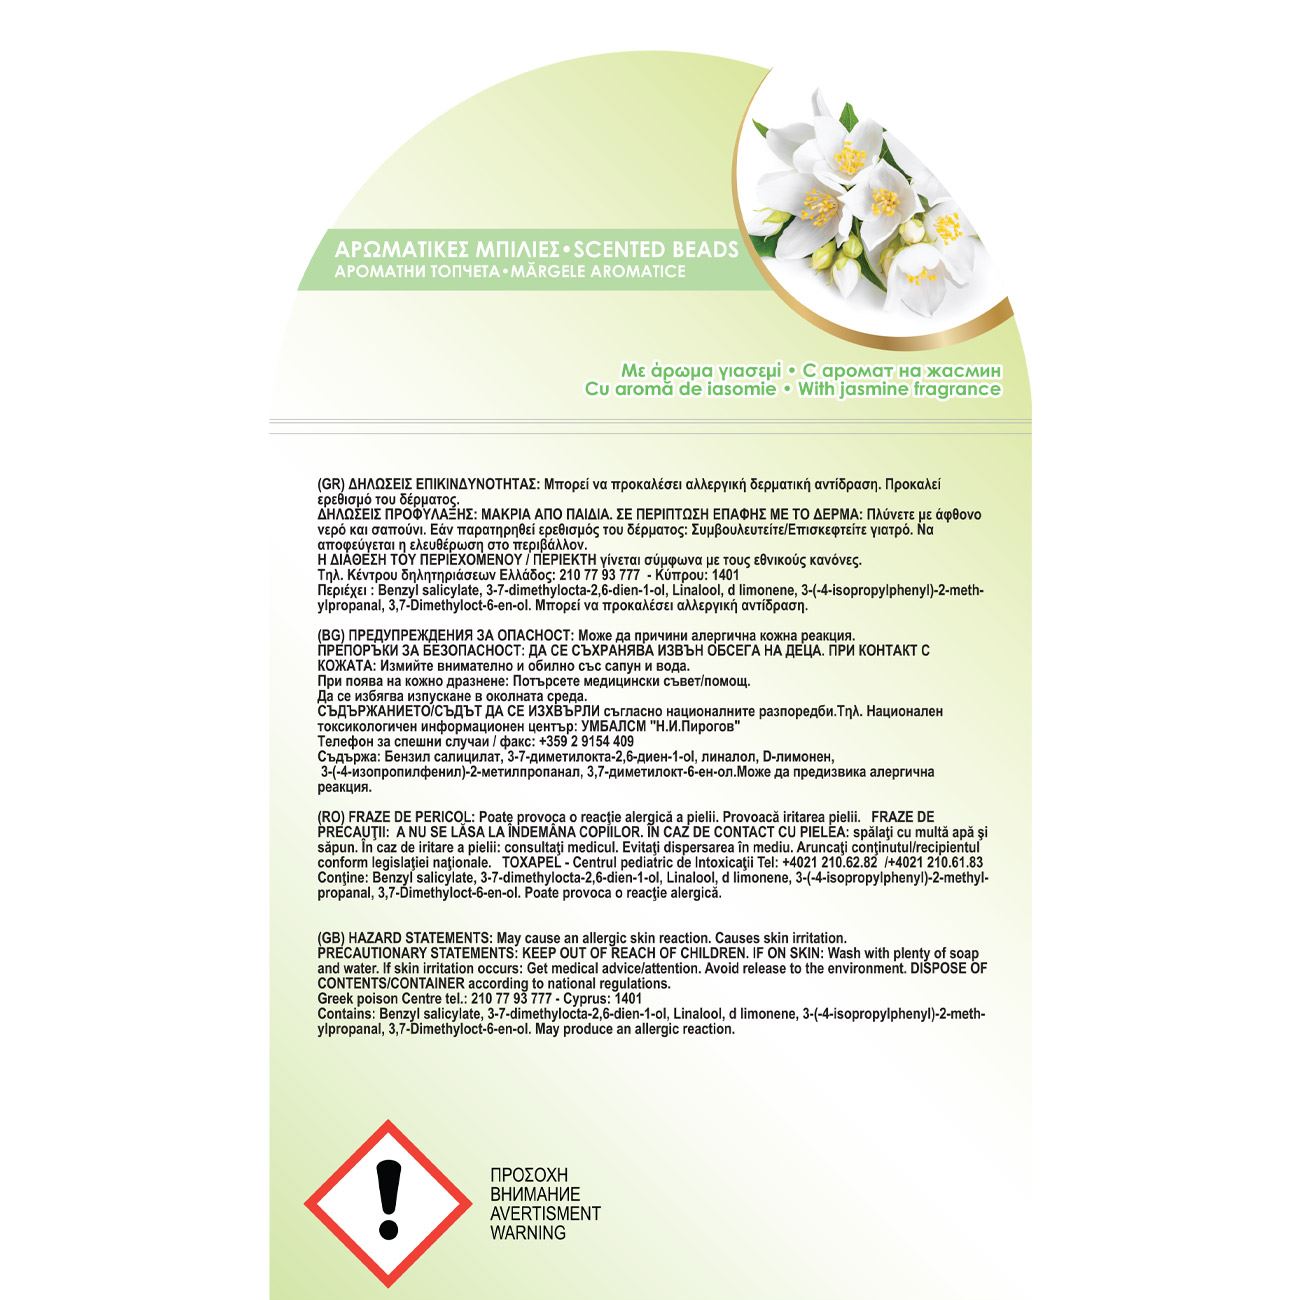 ΑΡΩΜΑΤΙΚΕΣ ΜΠΙΛΙΕΣ•SCENTED BEADS
АРОМАТНИ ТОПЧЕТА•MĂRGELE AROMATICE
Με άρωμα γιασεμί • С аромат на жасмин
Cu aromă de iasomie • With jasmine fragrance
(GR) ΔΗΛΩΣΕΙΣ ΕΠΙΚΙΝΔΥΝΟΤΗΤΑΣ: Μπορεί να προκαλέσει αλλεργική δερματική αντίδραση. Προκαλεί
ερεθισμό του δέρματος.
ΔΗΛΩΣΕΙΣ ΠΡΟΦΥΛΑΞΗΣ: ΜΑΚΡΙΑ ΑΠΟ ΠΑΙΔΙΑ. ΣΕ ΠΕΡΙΠΤΩΣΗ ΕΠΑΦΗΣ ΜΕ ΤΟ ΔΕΡΜΑ: Πλύνετε με άφθονο
νερό και σαπούνι. Εάν παρατηρηθεί ερεθισμός του δέρματος: Συμβουλευτείτε/Επισκεφτείτε γιατρό. Να
αποφεύγεται η ελευθέρωση στο περιβάλλον.
Η ΔΙΑΘΕΣΗ ΤΟΥ ΠΕΡΙΕΧΟΜΕΝΟΥ / ΠΕΡΙΕΚΤΗ γίνεται σύμφωνα με τους εθνικούς κανόνες.
Τηλ. Κέντρου δηλητηριάσεων Ελλάδος: 210 77 93 777 - Κύπρου: 1401
Περιέχει : Benzyl salicylate, 3-7-dimethylocta-2,6-dien-1-ol, Linalool, d limonene, 3-(-4-isopropylphenyl)-2-meth-
ylpropanal, 3,7-Dimethyloct-6-en-ol. Μπορεί να προκαλέσει αλλεργική αντίδραση.
(BG) ПРЕДУПРЕЖДЕНИЯ ЗА ОПАСНОСТ: Може да причини алергична кожна реакция.
ПРЕПОРЪКИ ЗА БЕЗОПАСНОСТ: ДА СЕ СЪХРАНЯВА ИЗВЪН ОБСЕГА НА ДЕЦА. ПРИ КОНТАКТ С
КОЖАТА: Измийте внимателно и обилно със сапун и вода.
При поява на кожно дразнене: Потърсете медицински съвет/помощ.
Да се избягва изпускане в околната среда.
СЪДЪРЖАНИЕТО/СЪДЪТ ДА СЕ ИЗХВЪРЛИ съгласно националните разпоредби.Τηλ. Национален
токсикологичен информационен център: УМБАЛСМ "Н.И.Пирогов"
Телефон за спешни случаи / факс: +359 2 9154 409
Съдържа: Бензил салицилат, 3-7-диметилокта-2,6-диен-1-ol, линалол, D-лимонен,
3-(-4-изопропилфенил)-2-метилпропанал, 3,7-диметилокт-6-ен-ол.Може да предизвика алергична
реакция.
(RO) FRAZE DE PERICOL: Poate provoca o reacţie alergică a pielii. Provoacă iritarea pielii. FRAZE DE
PRECAUŢII: A NU SE LĂSA LA ÎNDEMÂNA COPIILOR. IN CAZ DE CONTACT CU PIELEA: spălaţi cu multă apă şi
săpun. În caz de iritare a pielii: consultaţi medicul. Evitaţi dispersarea în mediu. Aruncaţi conţinutul/recipientul
conform legislaţiei naţionale. TOXAPEL - Centrul pediatric de Intoxicaţii Tel: +4021 210.62.82 /+4021 210.61.83
Conţine: Benzyl salicylate, 3-7-dimethylocta-2,6-dien-1-ol, Linalool, d limonene, 3-(-4-isopropylphenyl)-2-methyl-
propanal, 3,7-Dimethyloct-6-en-ol. Poate provoca o reacţie alergică.
(GB) HAZARD STATEMENTS: May cause an allergic skin reaction. Causes skin irritation.
PRECAUTIONARY STATEMENTS: KEEP OUT OF REACH OF CHILDREN. IF ON SKIN: Wash with plenty of soap
and water. If skin irritation occurs: Get medical advice/attention. Avoid release to the environment. DISPOSE OF
CONTENTS/CONTAINER according to national regulations.
Greek poison Centre tel.: 210 77 93 777 - Cyprus: 1401
Contains: Benzyl salicylate, 3-7-dimethylocta-2,6-dien-1-ol, Linalool, d limonene, 3-(-4-isopropylphenyl)-2-meth-
ylpropanal, 3,7-Dimethyloct-6-en-ol. May produce an allergic reaction.
ΠΡΟΣΟΧΗ
ВНИМАНИЕ
AVERTISMENT
WARNING